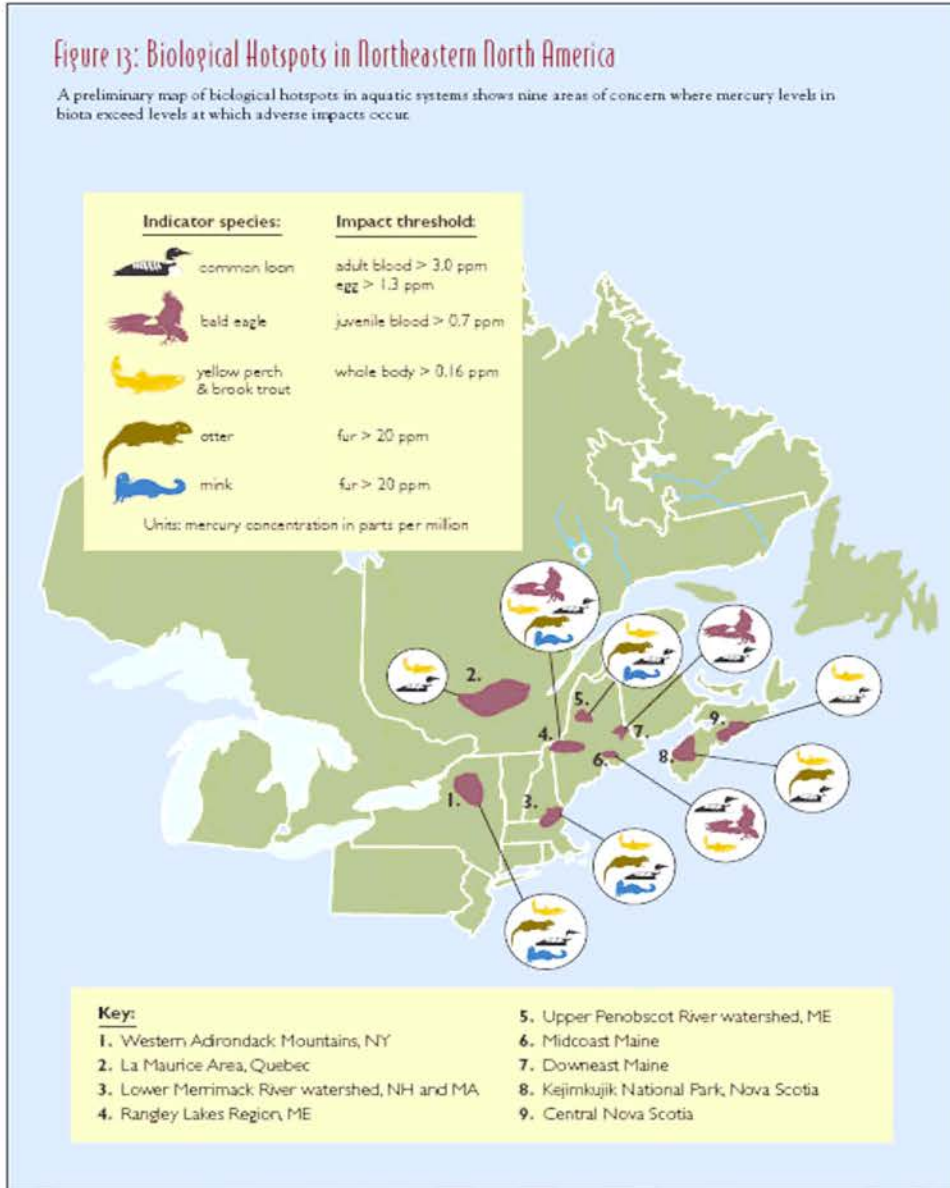 Figure 13: Biological Hotspots in Northeastern North America
A preliminary map of biological hotspots in aquatic systems shows nine areas of concern where mercury levels in
biota exceed levels at which adverse impacts occur.
Indicator species: Impact threshold:
common loon adult blood > 3.0 ppm
egg > 1.3 ppm
bald eagle juvenile blood > 0.7 ppm
yellow perch whole body > 0.16 ppm
& brook trout
otter fur > 20 ppm
mink fur > 20 ppm
Units: mercury concentration in parts per million
2.
5.
7.
9.
4.
6.
8.
1.
3.
Key:
1. Western Adirondack Mountains, NY
2. La Maurice Area, Quebec
3. Lower Merrimack River watershed, NH and MA
4. Rangley Lakes Region, ME
5. Upper Penobscot River watershed, ME
6. Midcoast Maine
7. Downeast Maine
8. Kejimkujik National Park, Nova Scotia
9. Central Nova Scotia